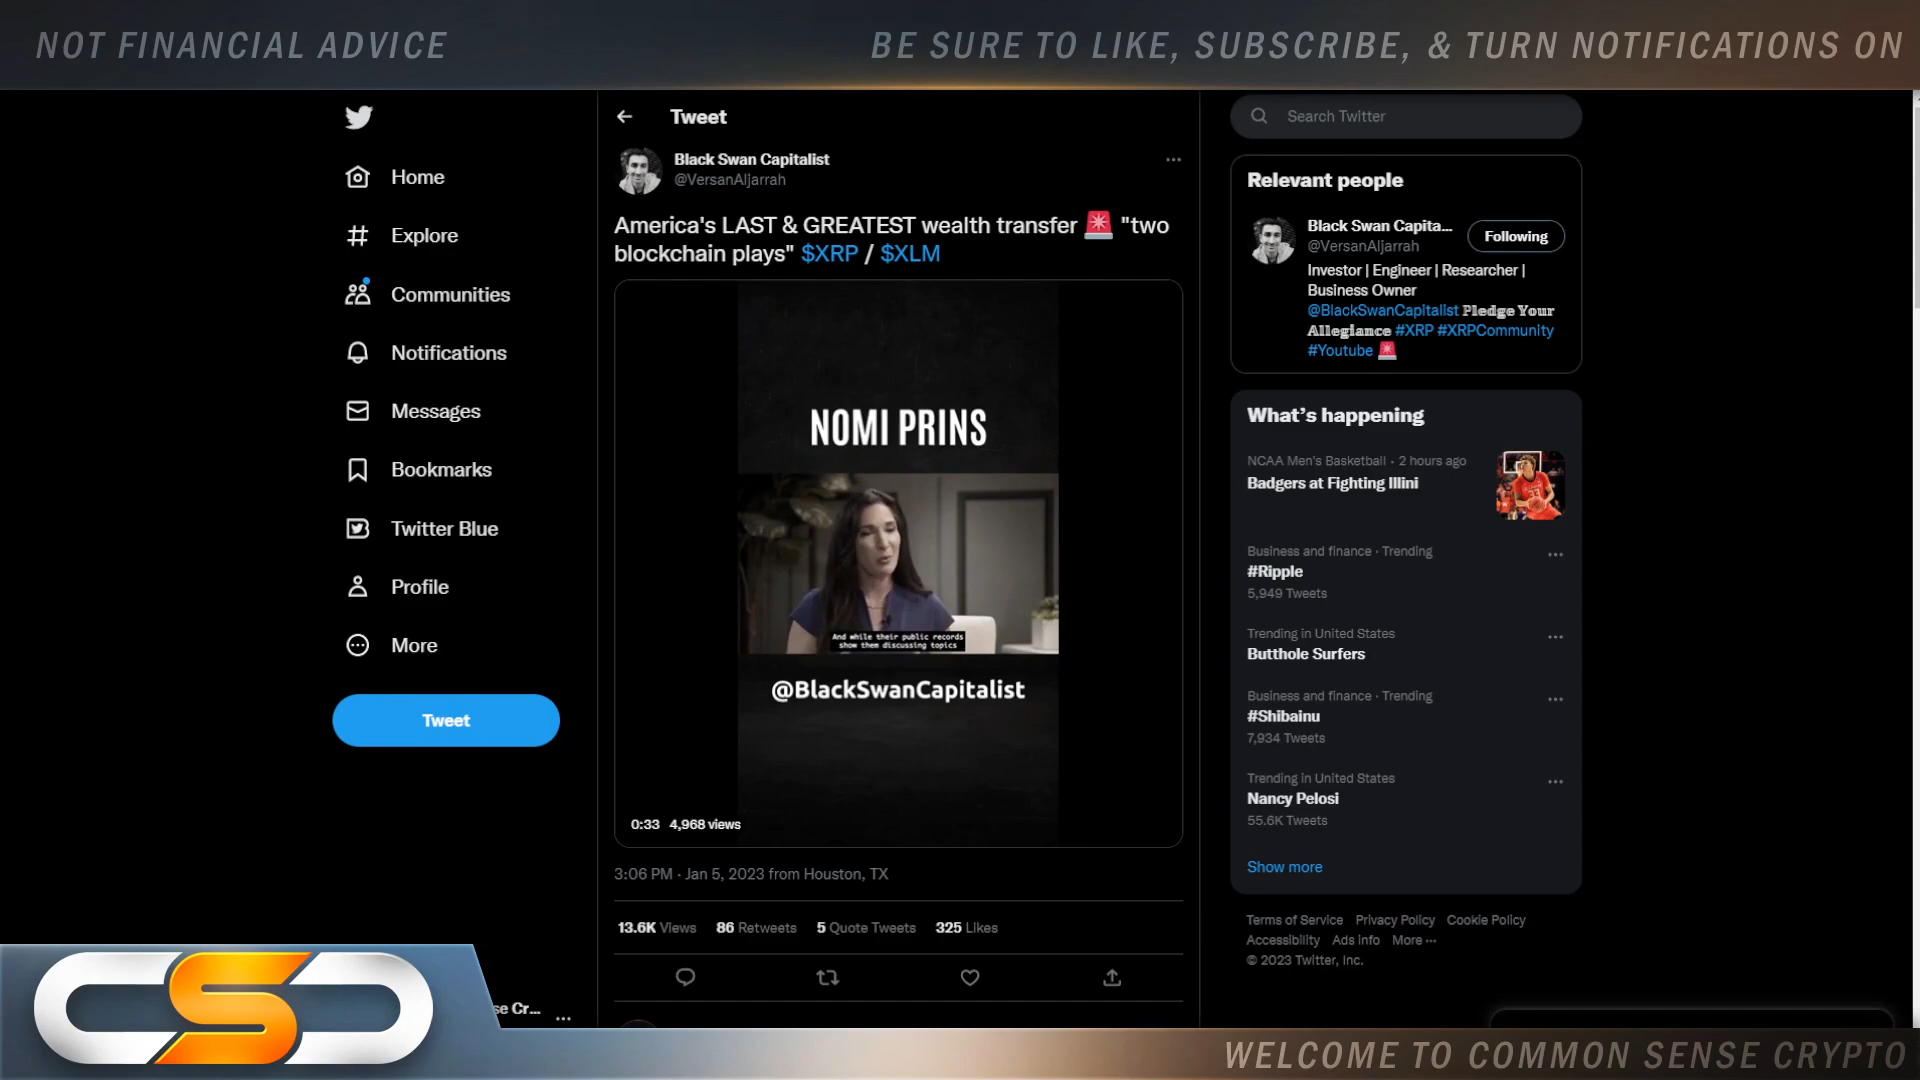 NOT FINANCIAL ADVICE
BE SURE TO LIKE, SUBSCRIBE, & TURN NOTIFICATIONS ON
Home
Explore
Communities
Notifications
Messages
Bookmarks
Twitter Blue
Profile
More
Tweet
se Cr...
Tweet
Black Swan Capitalist
@VersanAljarrah
America's LAST & GREATEST wealth transfer 🚨 "two
blockchain plays" $XRP / $XLM
NOMI PRINS
And while their public records
show them discussing topics
@BlackSwanCapitalist
0:33 4,968 views
3:06 PM · Jan 5, 2023 from Houston, TX
13.6K Views 86 Retweets 5 Quote Tweets 325 Likes
Search Twitter
Relevant people
Black Swan Capita...
@VersanAljarrah
Following
Investor | Engineer | Researcher |
Business Owner
@BlackSwanCapitalist 𝐏ledge Your
Allegiance #XRP #XRPCommunity
#Youtube 🚨
What's happening
NCAA Men's Basketball · 2 hours ago
Badgers at Fighting Illini
Business and finance · Trending
#Ripple
5,949 Tweets
Trending in United States
Butthole Surfers
Business and finance · Trending
#Shibainu
7,934 Tweets
Trending in United States
Nancy Pelosi
55.6K Tweets
Show more
Terms of Service Privacy Policy Cookie Policy
Accessibility Ads info More ···
© 2023 Twitter, Inc.
CSC
WELCOME TO COMMON SENSE CRYPTO